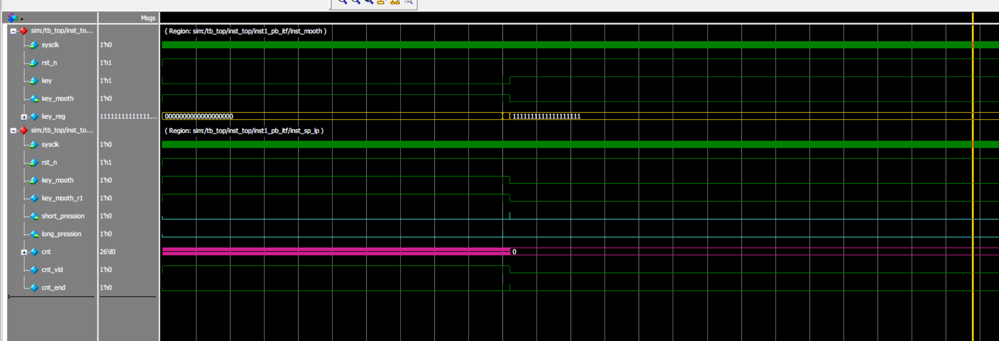 Msgs
sim:/tb_top/inst_to... ( Region: sim:/tb_top/inst_top/inst1_pb_itf/inst_mooth )
sysclk 1'h0
rst_n 1'h1
key 1'h1
key_mooth 1'h0
key_reg 11111111111111... 00000000000000000000 11111111111111111111
sim:/tb_top/inst_to... ( Region: sim:/tb_top/inst_top/inst1_pb_itf/inst_sp_lp )
sysclk 1'h0
rst_n 1'h1
key_mooth 1'h0
key_mooth_r1 1'h0
short_pression 1'h0
long_pression 1'h0
cnt 26'd0 0
cnt_vld 1'h0
cnt_end 1'h0